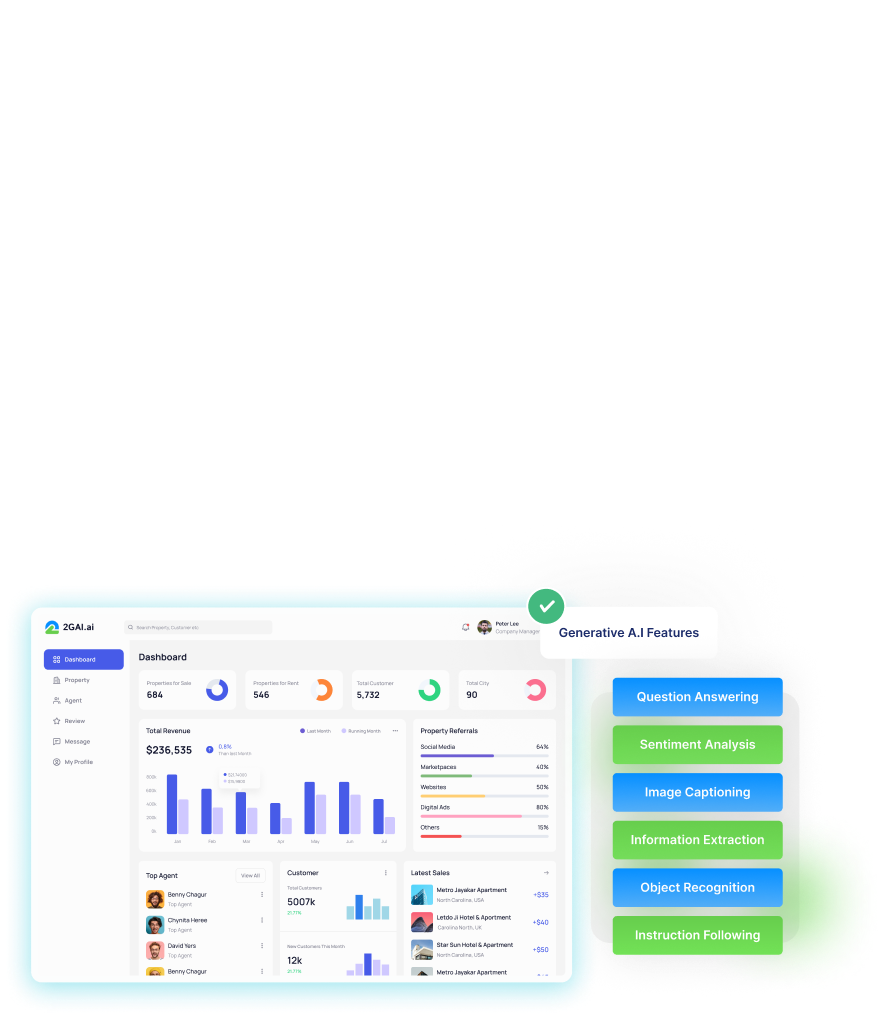 2GAI.ai
Search Property, Customer etc.
Peter Lee
Company Manager
Generative A.I Features
Dashboard
Property
Agent
Review
Message
My Profile
Dashboard
Properties for Sale
684
Properties for Rent
546
Total Customer
5,732
Total City
90
Total Revenue
Last Month
Running Month
$236,535
0,8%
Than last Month
800k
400k
200k
0k
Jan
Feb
Mar
Apr
May
Jun
Jul
Property Referrals
Social Media 64%
Marketpaces 40%
Websites 50%
Digital Ads 80%
Others 15%
Top Agent
View All
Benny Chagur
Top Agent
Chynita Heree
Top Agent
David Yers
Top Agent
Benny Chagur
Customer
Total Customers
5007k
21.77%
New Customers This Month
12k
21.77%
Latest Sales
Metro Jayakar Apartment
North Carolina, USA
+$35
Letdo Ji Hotel & Apartment
Carolina North, UK
+$40
Star Sun Hotel & Apartment
North Carolina, USA
+$50
Metro Jayakar Apartment
Question Answering
Sentiment Analysis
Image Captioning
Information Extraction
Object Recognition
Instruction Following